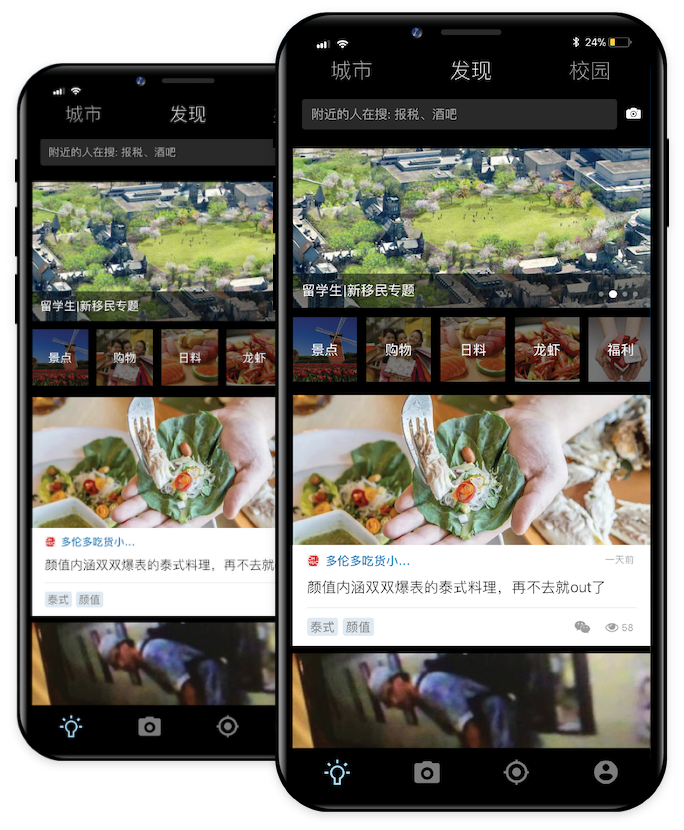 城市
发现
附近的人在搜: 报税、酒吧
留学生|新移民专题
景点
购物
日料
龙虾
多伦多吃货小...
颜值内涵双双爆表的泰式料理，再不去就
泰式
颜值
24%
城市
发现
校园
附近的人在搜: 报税、酒吧
留学生|新移民专题
景点
购物
日料
龙虾
福利
多伦多吃货小...
一天前
颜值内涵双双爆表的泰式料理，再不去就out了
泰式
颜值
58